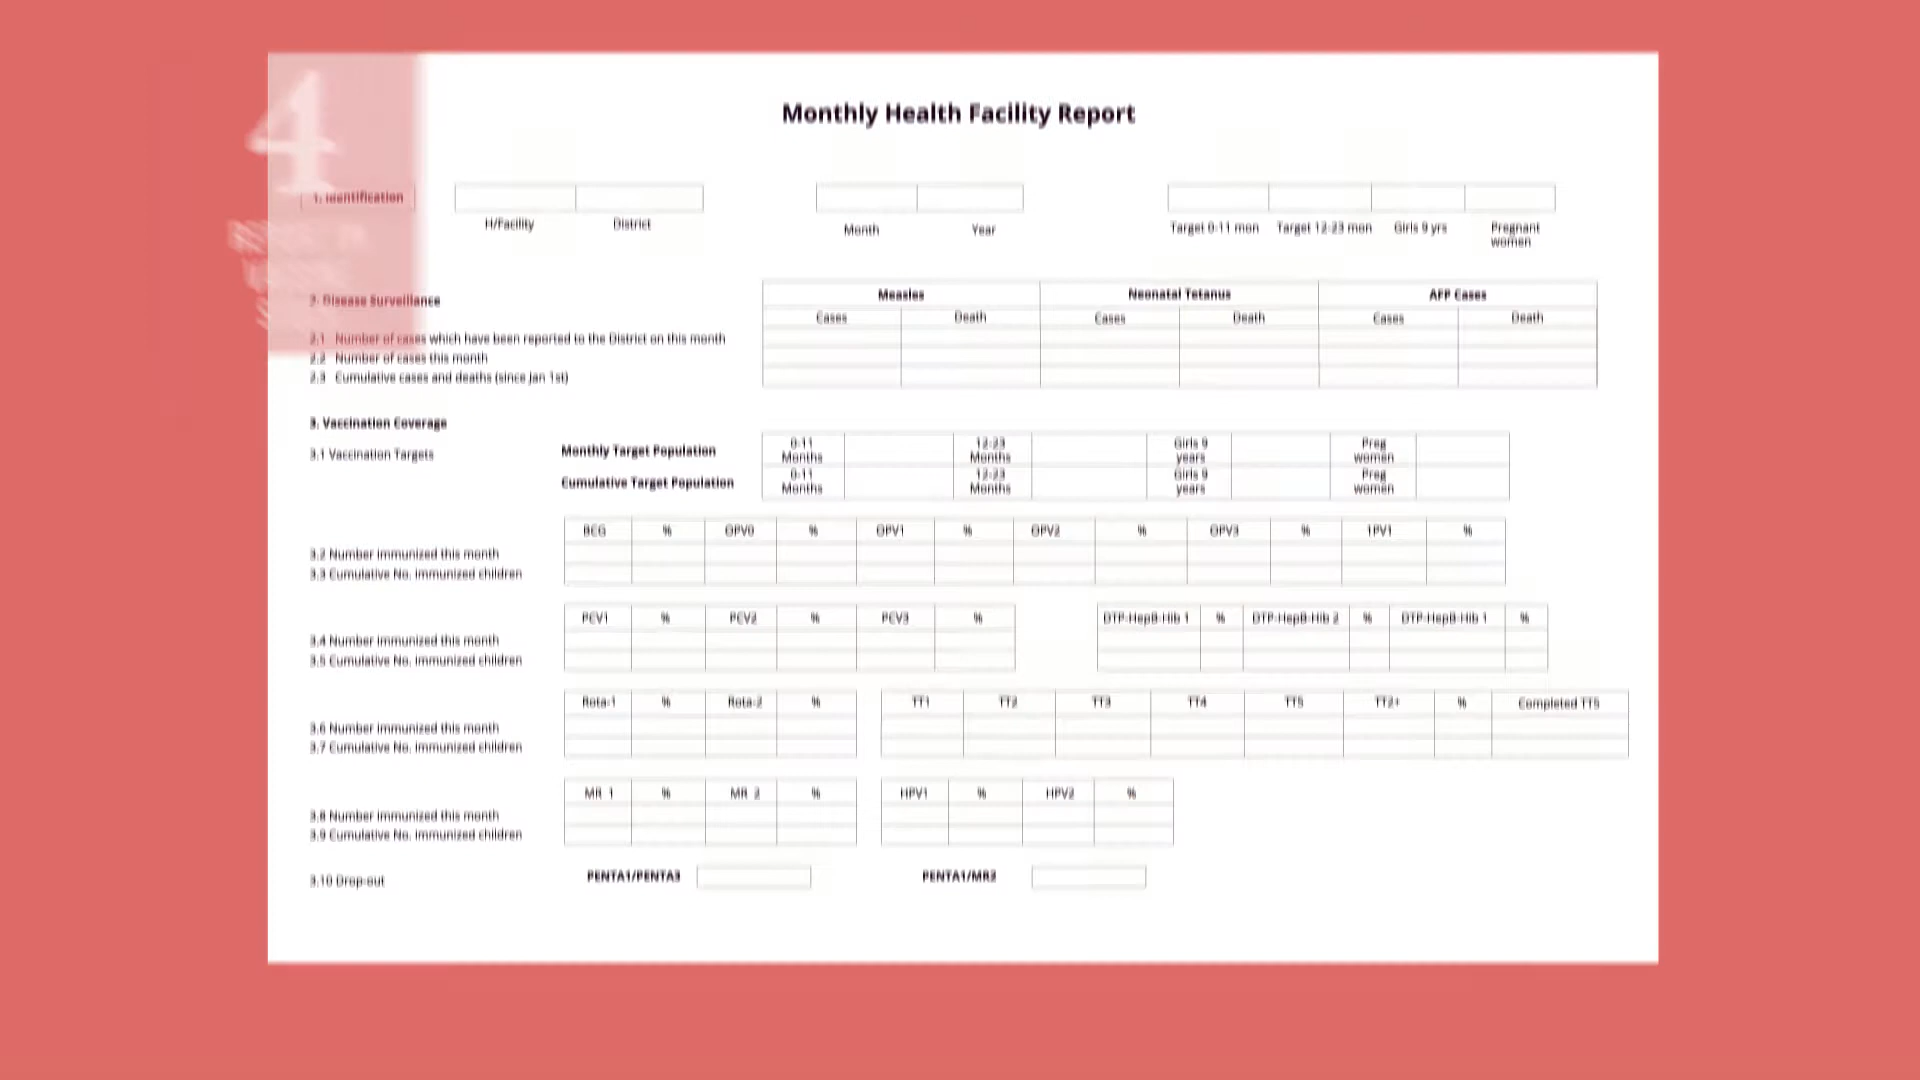 4
Monthly Health Facility Report
1. Identification
H/Facility District
Month Year
Target 0-11 mon Target 12-23 mon Girls 9 yrs Pregnant women
2. Disease Surveillance
Measles Neonatal Tetanus AFP Cases
Cases Death Cases Death Cases Death
2.1 Number of cases which have been reported to the District on this month
2.2 Number of cases this month
2.3 Cumulative cases and deaths (since Jan 1st)
3. Vaccination Coverage
3.1 Vaccination Targets
Monthly Target Population 0-11 Months 12-23 Months Girls 9 years Preg women
Cumulative Target Population 0-11 Months 12-23 Months Girls 9 years Preg women
BCG % OPV0 % OPV1 % OPV2 % OPV3 % 1PV1 %
3.2 Number immunized this month
3.3 Cumulative No. immunized children
PCV1 % PCV2 % PCV3 % DTP-HepB-Hib 1 % DTP-HepB-Hib 2 % DTP-HepB-Hib 1 %
3.4 Number immunized this month
3.5 Cumulative No. immunized children
Rota-1 % Rota-2 % TT1 TT2 TT3 TT4 TT5 TT2+ % Completed TT5
3.6 Number immunized this month
3.7 Cumulative No. immunized children
MR 1 % MR 2 % HPV1 % HPV2 %
3.8 Number immunized this month
3.9 Cumulative No. immunized children
3.10 Drop-out PENTA1/PENTA3 PENTA1/MR2